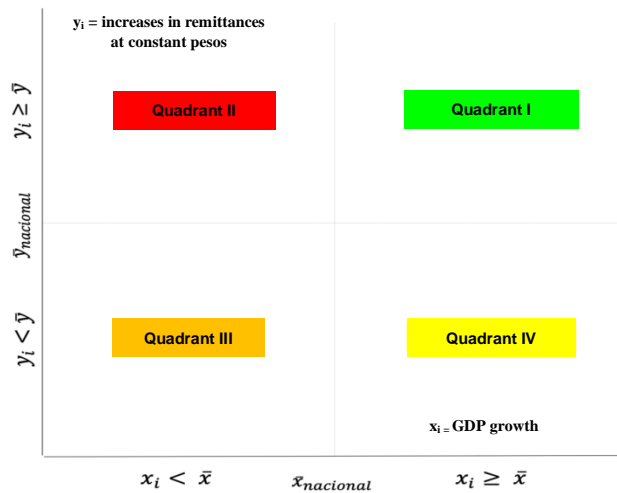 yᵢ = increases in remittances
at constant pesos
yᵢ ≥ ȳ
Quadrant II
Quadrant I
ȳnacional
yᵢ < ȳ
Quadrant III
Quadrant IV
xᵢ = GDP growth
xᵢ < x̄
x̄nacional
xᵢ ≥ x̄